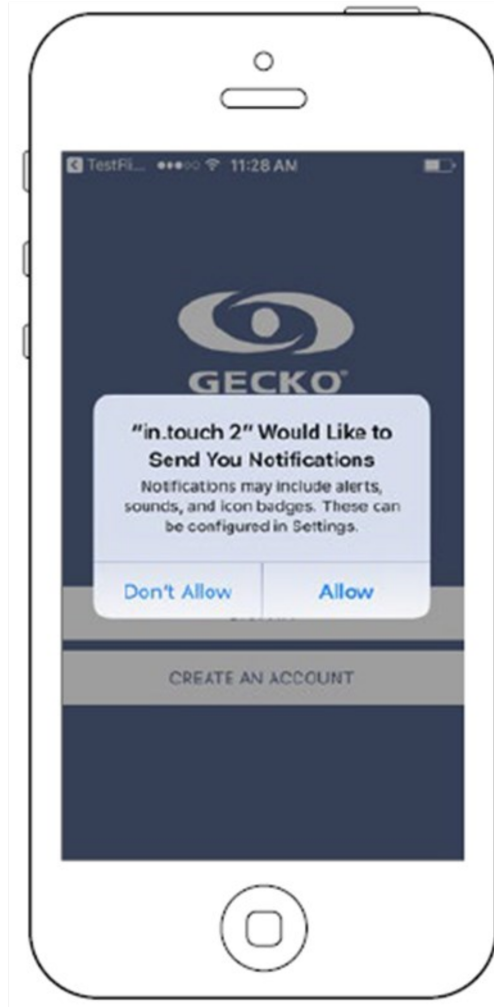 TestFli... 11:28 AM
GECKO®
"in.touch 2" Would Like to
Send You Notifications
Notifications may include alerts,
sounds, and icon badges. These can
be configured in Settings.
Don't Allow Allow
CREATE AN ACCOUNT